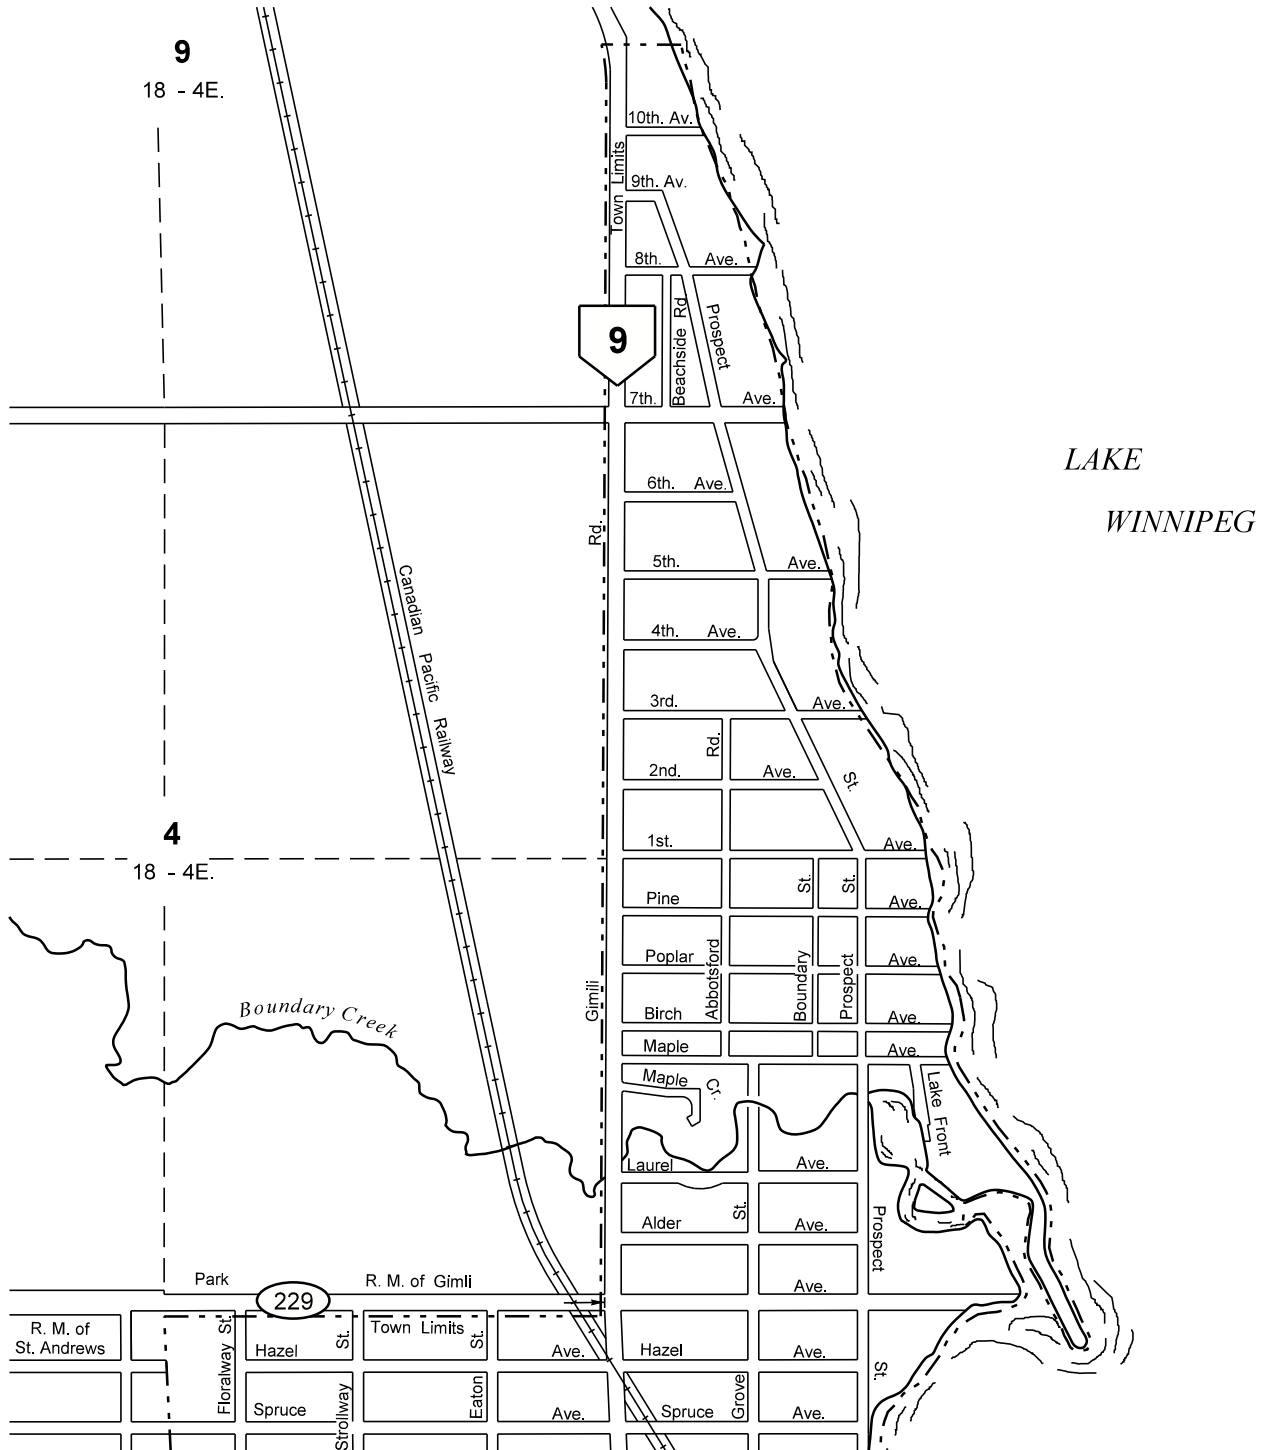 9
18 - 4E.
10th. Av.
Town Limits
9th. Av.
8th. Ave.
9
Beachside Rd
Prospect
7th. Ave.
LAKE
WINNIPEG
6th. Ave.
Rd.
5th. Ave.
Canadian Pacific Railway
4th. Ave.
3rd. Ave.
Rd.
2nd. Ave.
St.
4
18 - 4E.
1st. Ave.
St.
St.
Pine Ave.
Poplar Ave.
Abbotsford
Boundary
Prospect
Gimili
Boundary Creek
Birch Ave.
Maple Ave.
Maple Cr.
Lake Front
Laurel Ave.
St.
Alder Ave.
Prospect
Ave.
Park
R. M. of Gimli
229
R. M. of
St. Andrews
Floralway St.
St.
Town Limits
St.
Hazel Ave.
Hazel Ave.
St.
Strollway
Eaton
Grove
Spruce Ave.
Spruce Ave.